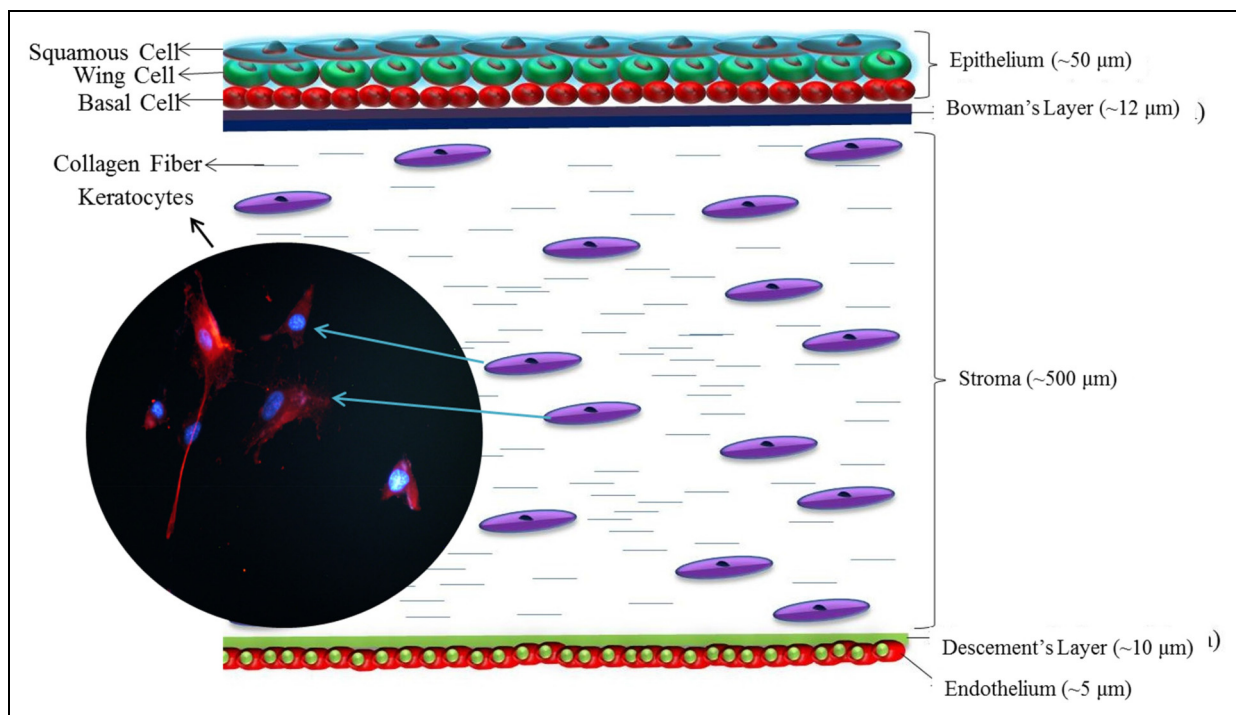 Squamous Cell
Wing Cell
Basal Cell
Epithelium (~50 μm)
Bowman's Layer (~12 μm) )
Collagen Fiber
Keratocytes
Stroma (~500 μm)
Descement's Layer (~10 μm) )
Endothelium (~5 μm)